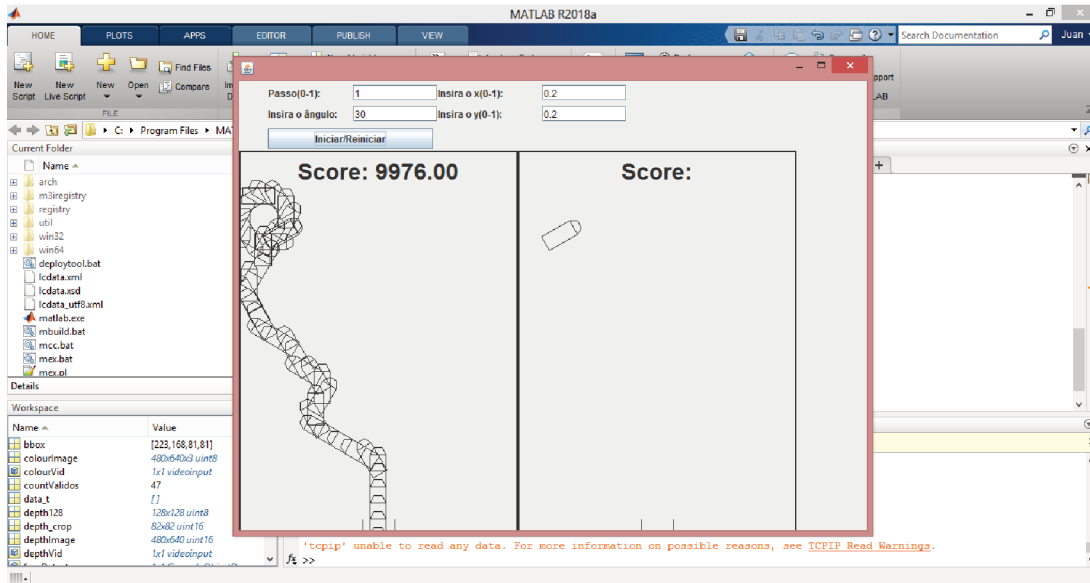 MATLAB R2018a
HOME PLOTS APPS EDITOR PUBLISH VIEW
Search Documentation
Juan
New Script
New Live Script
New
Open
Find Files
Compare
FILE
C: ▸ Program Files ▸ MA
Current Folder
Name
arch
m3iregistry
registry
util
win32
win64
deploytool.bat
lcdata.xml
lcdata.xsd
lcdata_utf8.xml
matlab.exe
mbuild.bat
mcc.bat
mex.bat
mex.pl
Details
Workspace
Name Value
bbox [223,168,81,81]
colourImage 480x640x3 uint8
colourVid 1x1 videoinput
countValidos 47
data_t []
depth128 128x128 uint8
depth_crop 82x82 uint16
depthImage 480x640 uint16
depthVid 1x1 videoinput
Passo(0-1): 1 Insira o x(0-1): 0.2
Insira o ângulo: 30 Insira o y(0-1): 0.2
Iniciar/Reiniciar
Score: 9976.00 Score:
'tcpip' unable to read any data. For more information on possible reasons, see TCPIP Read Warnings.
fx >>